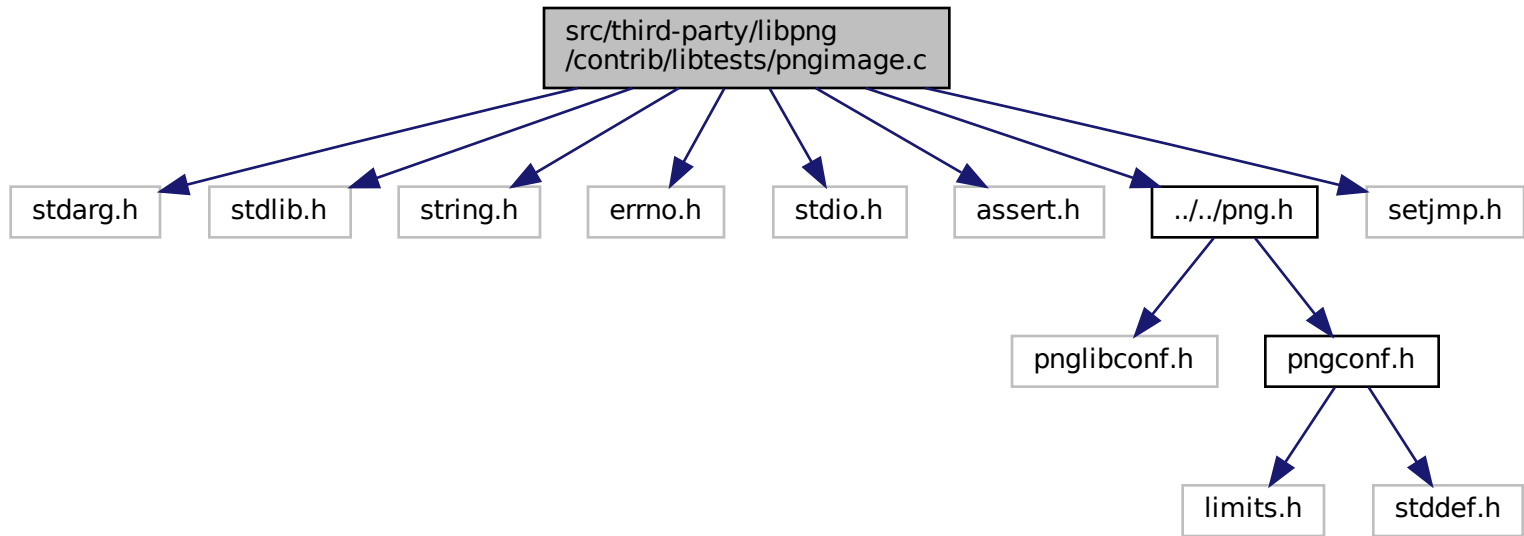 src/third-party/libpng
/contrib/libtests/pngimage.c
stdarg.h
stdlib.h
string.h
errno.h
stdio.h
assert.h
../../png.h
setjmp.h
pnglibconf.h
pngconf.h
limits.h
stddef.h